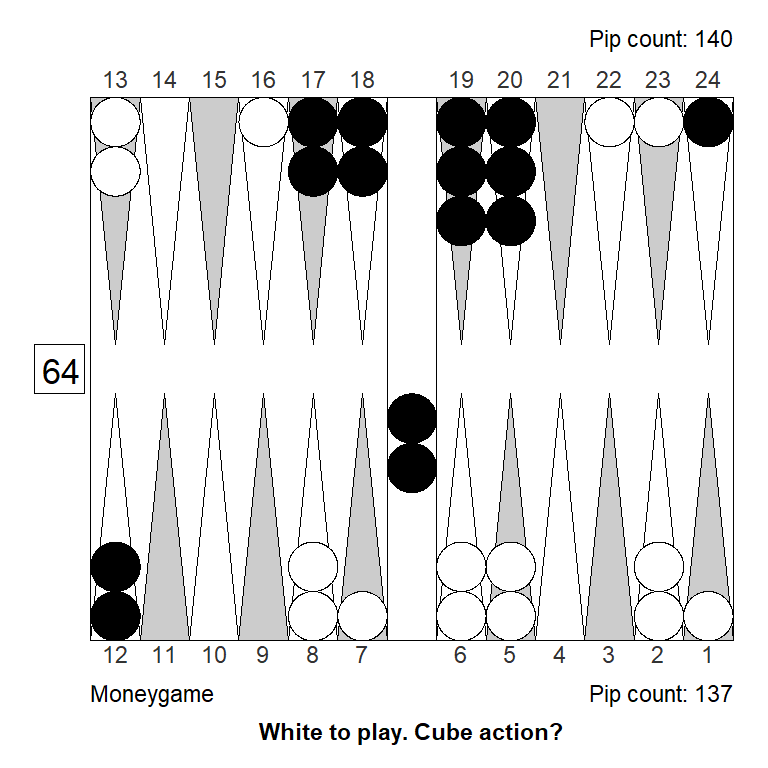 Pip count: 140
13 14 15 16 17 18 19 20 21 22 23 24
64
12 11 10 9 8 7 6 5 4 3 2 1
Moneygame Pip count: 137
White to play. Cube action?